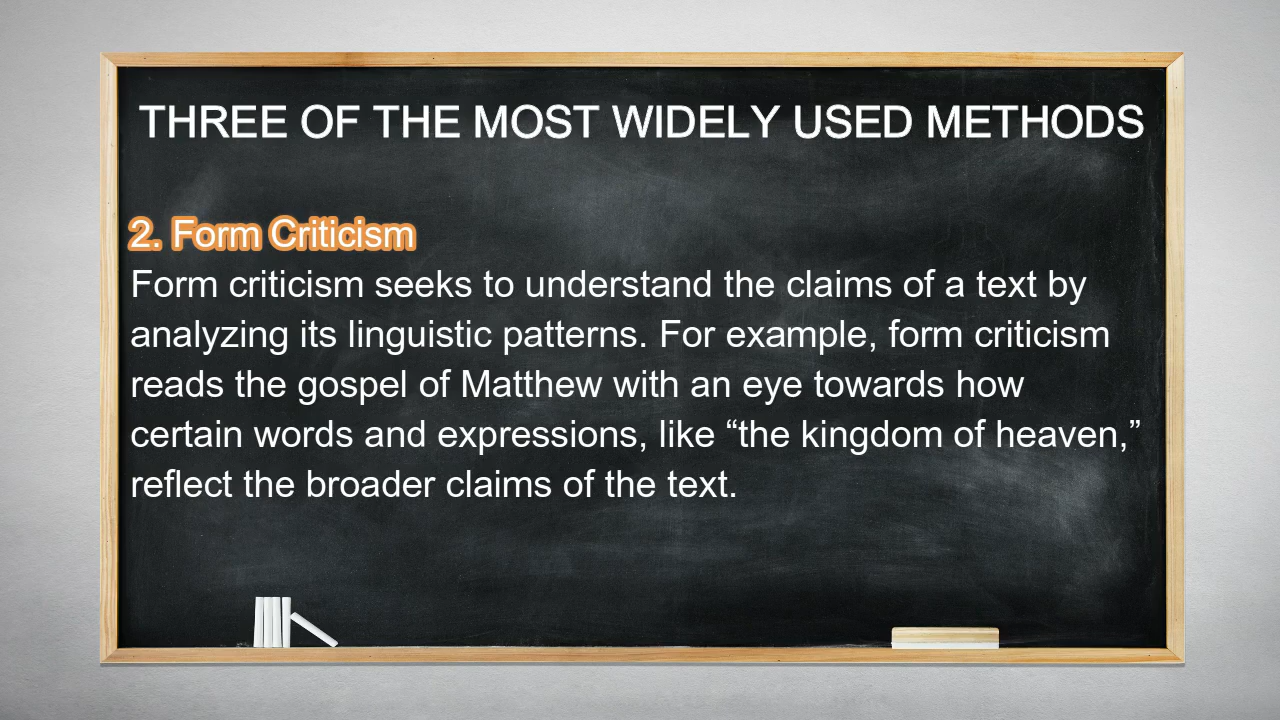 THREE OF THE MOST WIDELY USED METHODS
2. Form Criticism
Form criticism seeks to understand the claims of a text by
analyzing its linguistic patterns. For example, form criticism
reads the gospel of Matthew with an eye towards how
certain words and expressions, like “the kingdom of heaven,”
reflect the broader claims of the text.